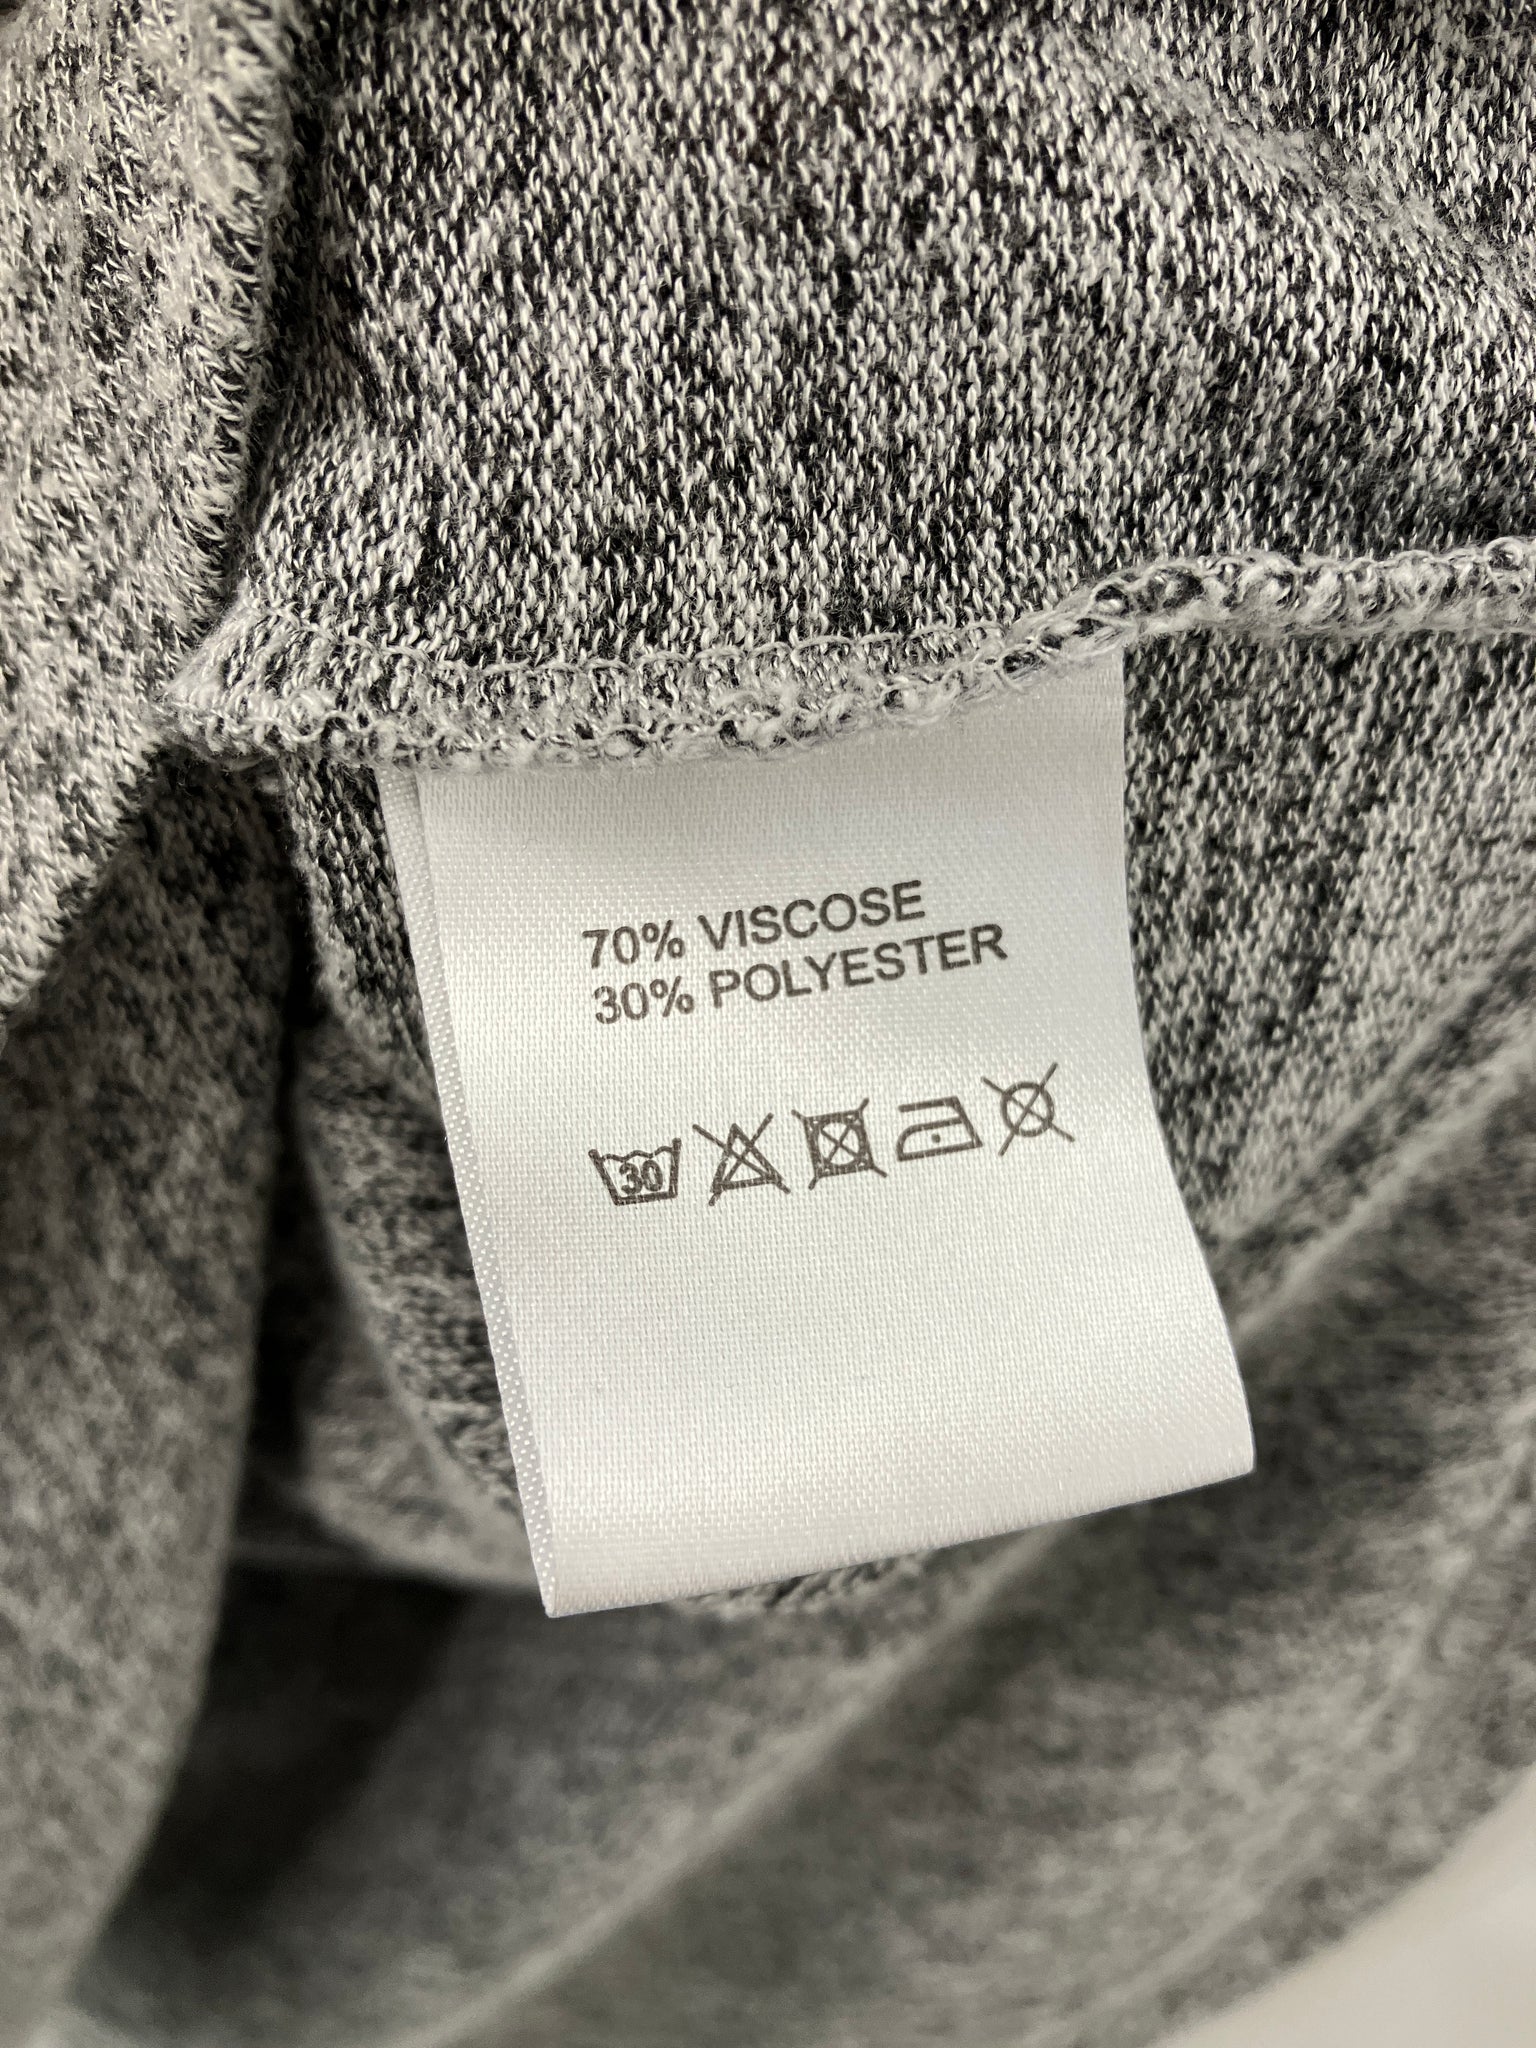 70% VISCOSE
30% POLYESTER
30